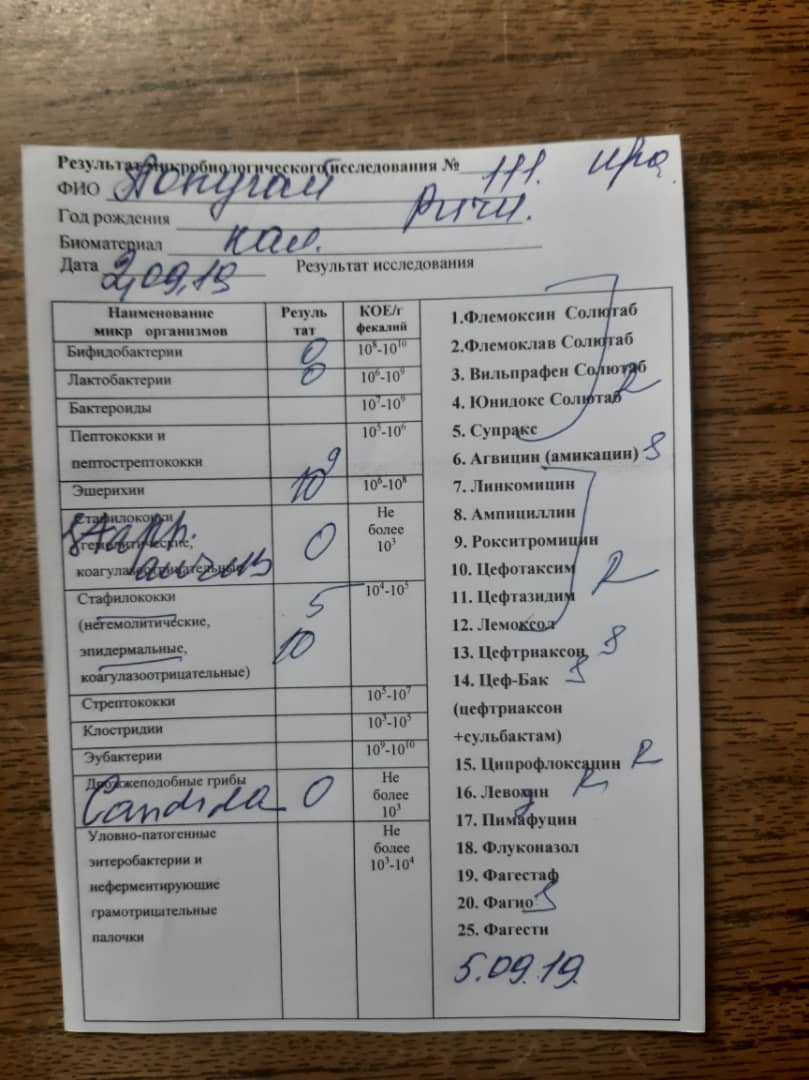 Результат микробиологического исследования № 111.
ФИО Попугай Ричи.
Год рождения
Биоматериал кал.
Дата 2,09,19 Результат исследования
Наименование микр организмов Резуль тат КОЕ/г фекалий
Бифидобактерии 0 10⁸-10¹⁰
Лактобактерии 0 10⁶-10⁹
Бактероиды 10⁷-10⁹
Пептококки и пептострептококки 10⁵-10⁶
Эшерихии 10⁹ 10⁶-10⁸
Стафилококки гемолитические, коагулазоотрицательные 0 Не более 10³
Staph.
Стафилококки (негемолитические, эпидермальные, коагулазоотрицательные) 10⁵ 10⁴-10⁵
Стрептококки 10⁵-10⁷
Клостридии 10³-10⁵
Эубактерии 10⁹-10¹⁰
Дрожжеподобные грибы Candida 0 Не более 10³
Уловно-патогенные энтеробактерии и неферментирующие грамотрицательные палочки Не более 10³-10⁴
1.Флемоксин Солютаб
2.Флемоклав Солютаб
3. Вильпрафен Солютаб
4. Юнидокс Солютаб R
5. Супракс
6. Агвицин (амикацин) S
7. Линкомицин
8. Ампициллин
9. Рокситромицин
10. Цефотаксим
11. Цефтазидим R
12. Лемоксол
13. Цефтриаксон S
14. Цеф-Бак S
(цефтриаксон
+сульбактам)
15. Ципрофлоксацин R
16. Левохин R
17. Пимафуцин
18. Флуконазол
19. Фагестаф
20. Фагио S
25. Фагести
5.09.19.